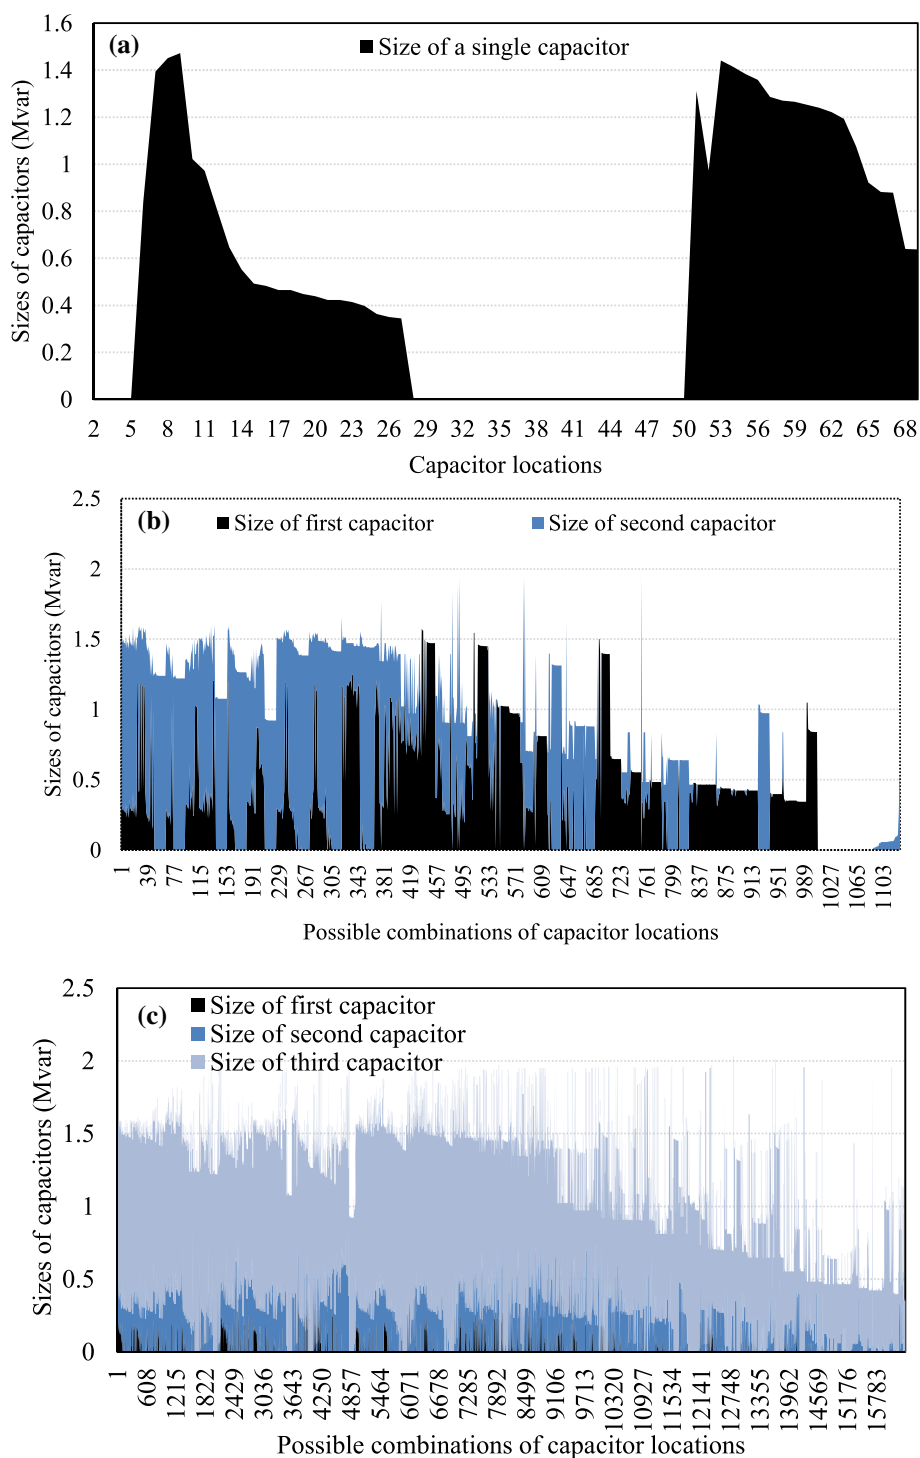 (a)
Size of a single capacitor
Sizes of capacitors (Mvar)
1.6
1.4
1.2
1
0.8
0.6
0.4
0.2
0
2 5 8 11 14 17 20 23 26 29 32 35 38 41 44 47 50 53 56 59 62 65 68
Capacitor locations
(b)
Size of first capacitor Size of second capacitor
Sizes of capacitors (Mvar)
2.5
2
1.5
1
0.5
0
1 39 77 115 153 191 229 267 305 343 381 419 457 495 533 571 609 647 685 723 761 799 837 875 913 951 989 1027 1065 1103
Possible combinations of capacitor locations
(c)
Size of first capacitor
Size of second capacitor
Size of third capacitor
Sizes of capacitors (Mvar)
2.5
2
1.5
1
0.5
0
1 608 1215 1822 2429 3036 3643 4250 4857 5464 6071 6678 7285 7892 8499 9106 9713 10320 10927 11534 12141 12748 13355 13962 14569 15176 15783
Possible combinations of capacitor locations